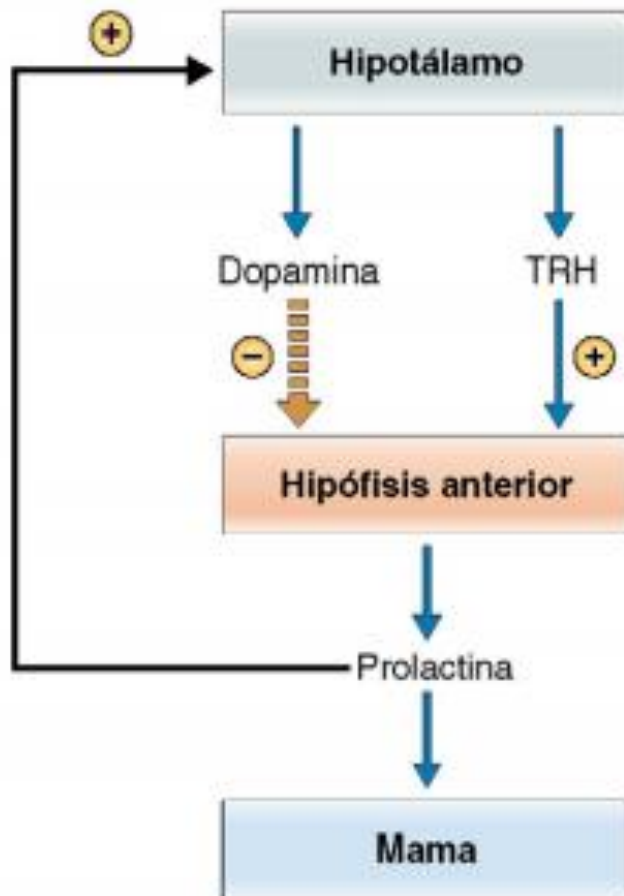 +
Hipotálamo
Dopamina
TRH
−
+
Hipófisis anterior
Prolactina
Mama